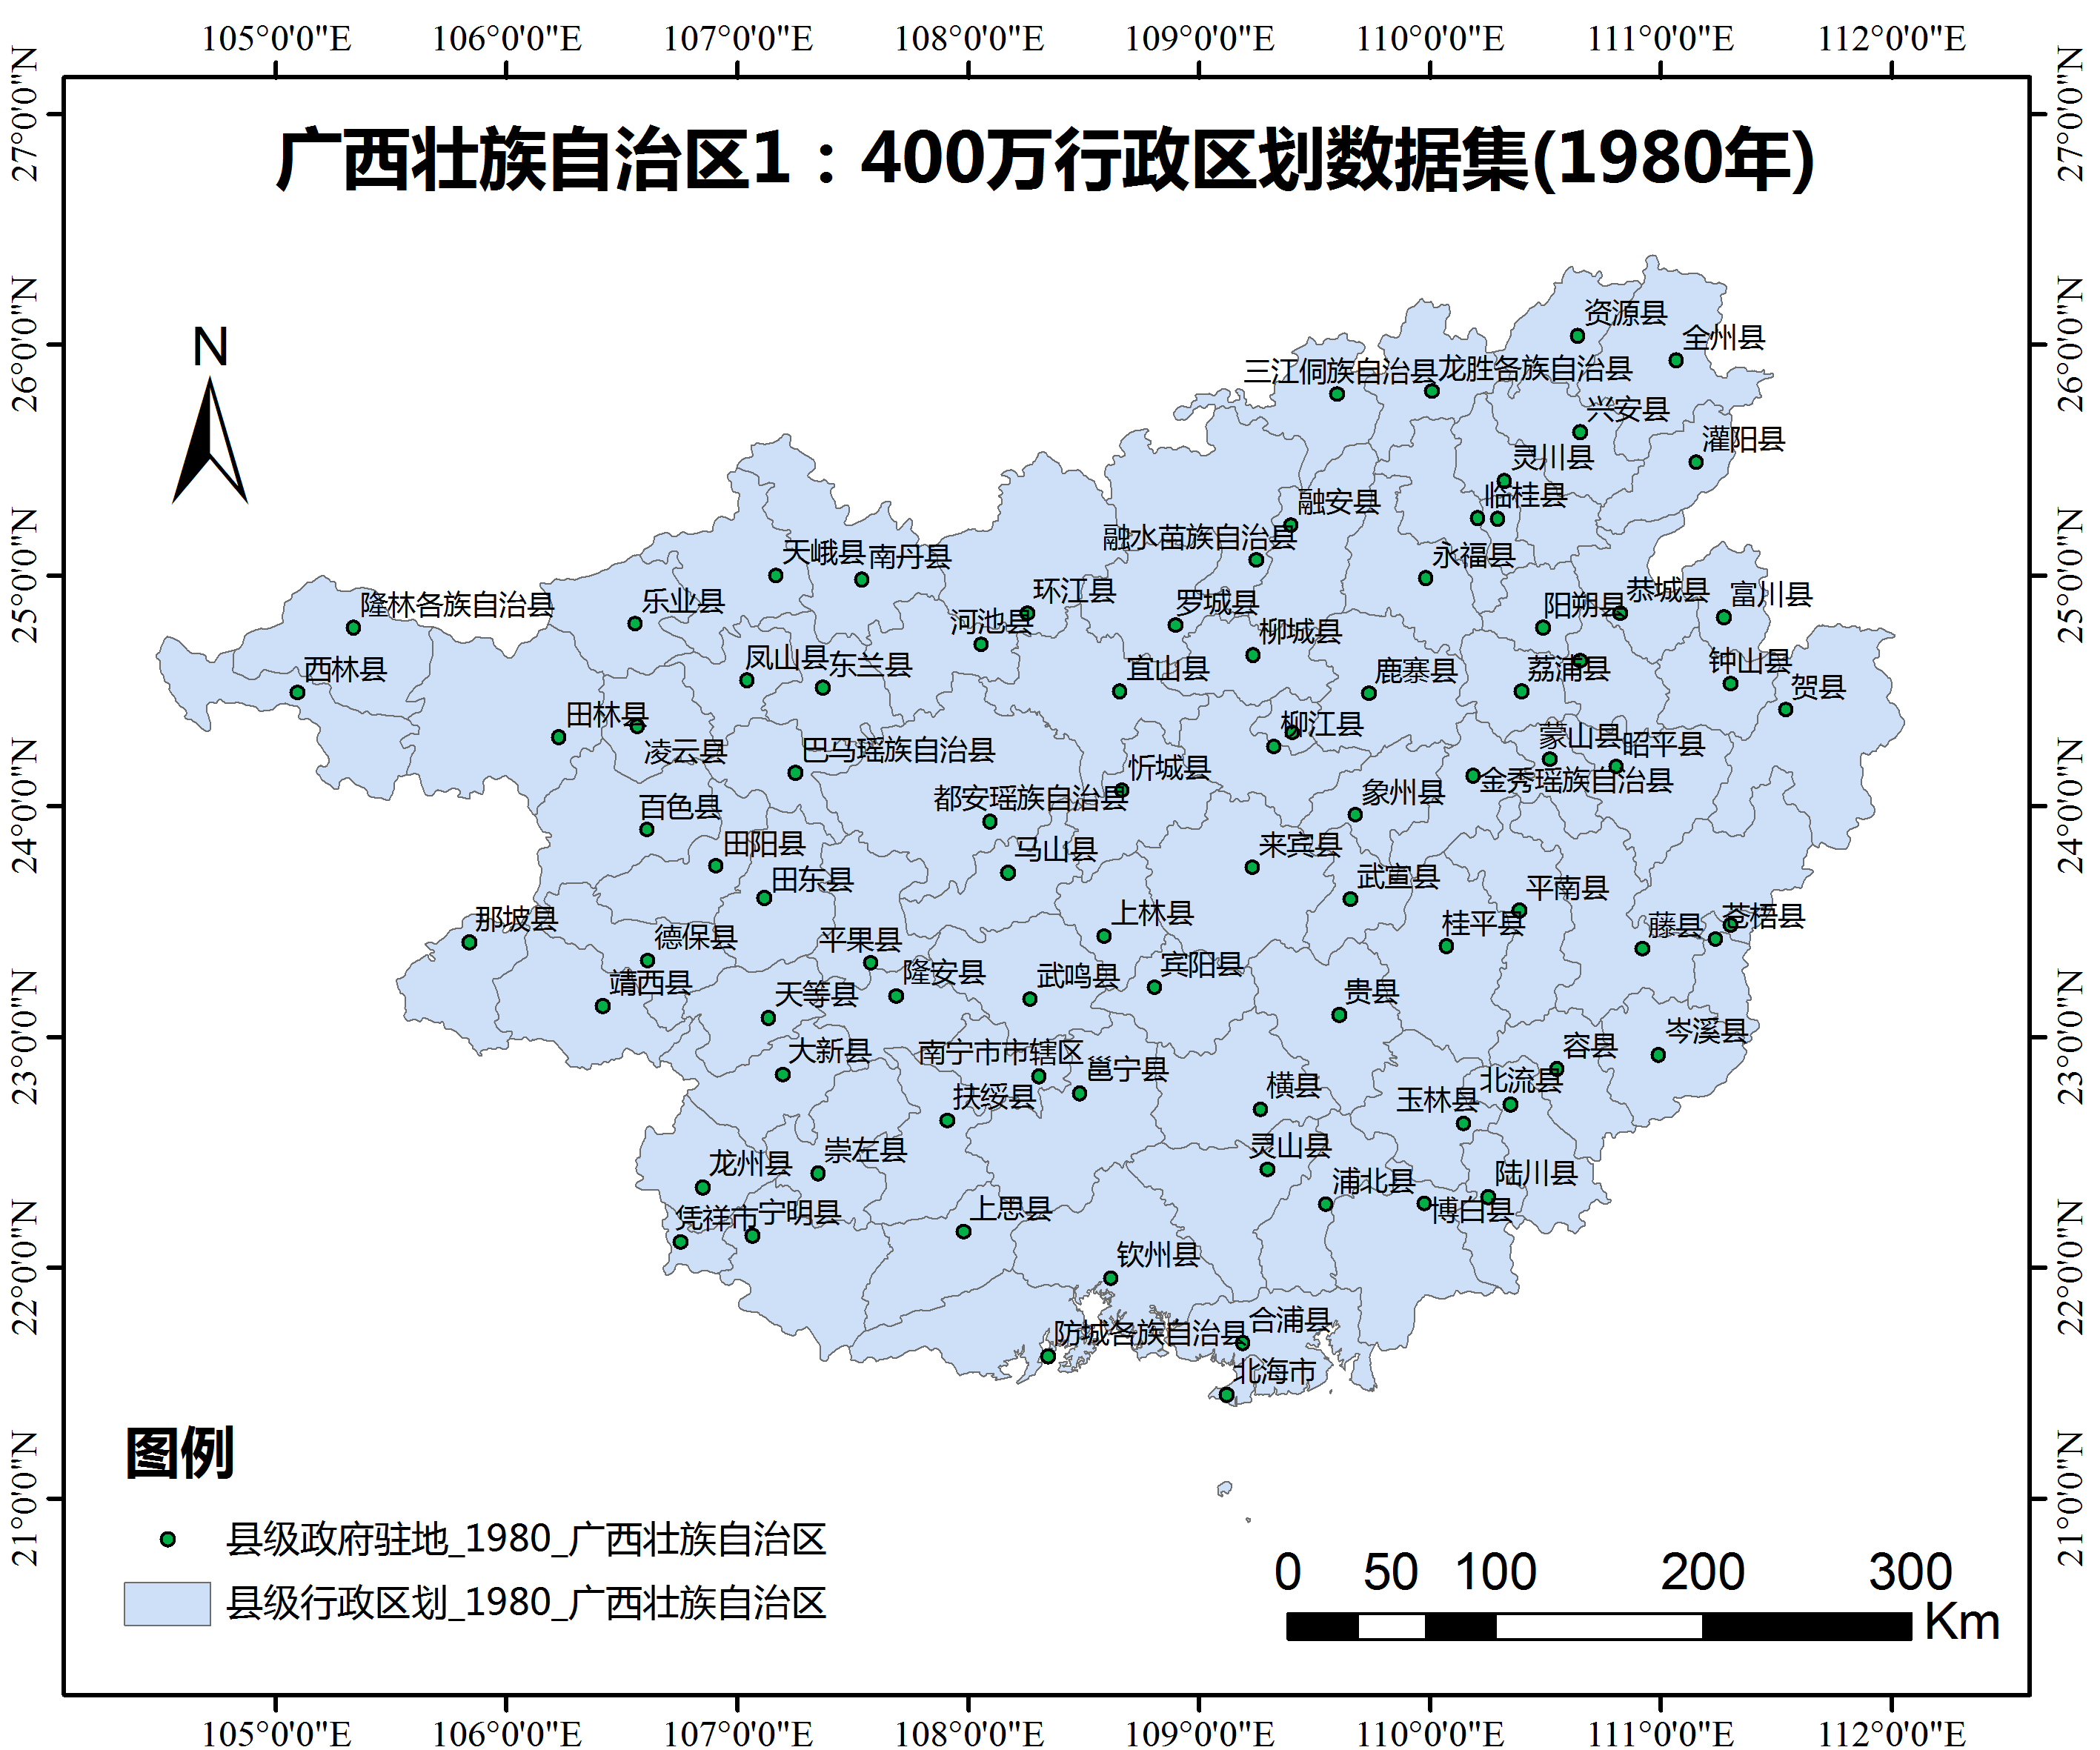 105°0'0"E 106°0'0"E 107°0'0"E 108°0'0"E 109°0'0"E 110°0'0"E 111°0'0"E 112°0'0"E
27°0'0"N
27°0'0"N
广西壮族自治区1：400万行政区划数据集(1980年)
26°0'0"N
26°0'0"N
N
资源县
全州县
三江侗族自治县
龙胜各族自治县
兴安县
灌阳县
灵川县
临桂县
融安县
融水苗族自治县
天峨县
南丹县
永福县
25°0'0"N
25°0'0"N
环江县
恭城县
富川县
隆林各族自治县
乐业县
罗城县
阳朔县
河池县
柳城县
凤山县
东兰县
宜山县
鹿寨县
荔浦县
钟山县
西林县
贺县
田林县
柳江县
凌云县
巴马瑶族自治县
蒙山县
昭平县
忻城县
金秀瑶族自治县
24°0'0"N
24°0'0"N
百色县
都安瑶族自治县
象州县
田阳县
马山县
来宾县
田东县
武宣县
平南县
那坡县
上林县
桂平县
藤县
苍梧县
德保县
平果县
靖西县
隆安县
武鸣县
宾阳县
天等县
贵县
23°0'0"N
23°0'0"N
大新县
南宁市市辖区
邕宁县
容县
岑溪县
扶绥县
横县
玉林县
北流县
崇左县
灵山县
龙州县
浦北县
陆川县
凭祥市
宁明县
上思县
博白县
22°0'0"N
22°0'0"N
钦州县
防城各族自治县
合浦县
北海市
21°0'0"N
21°0'0"N
图例
县级政府驻地_1980_广西壮族自治区
县级行政区划_1980_广西壮族自治区
0 50 100 200 300
Km
105°0'0"E 106°0'0"E 107°0'0"E 108°0'0"E 109°0'0"E 110°0'0"E 111°0'0"E 112°0'0"E